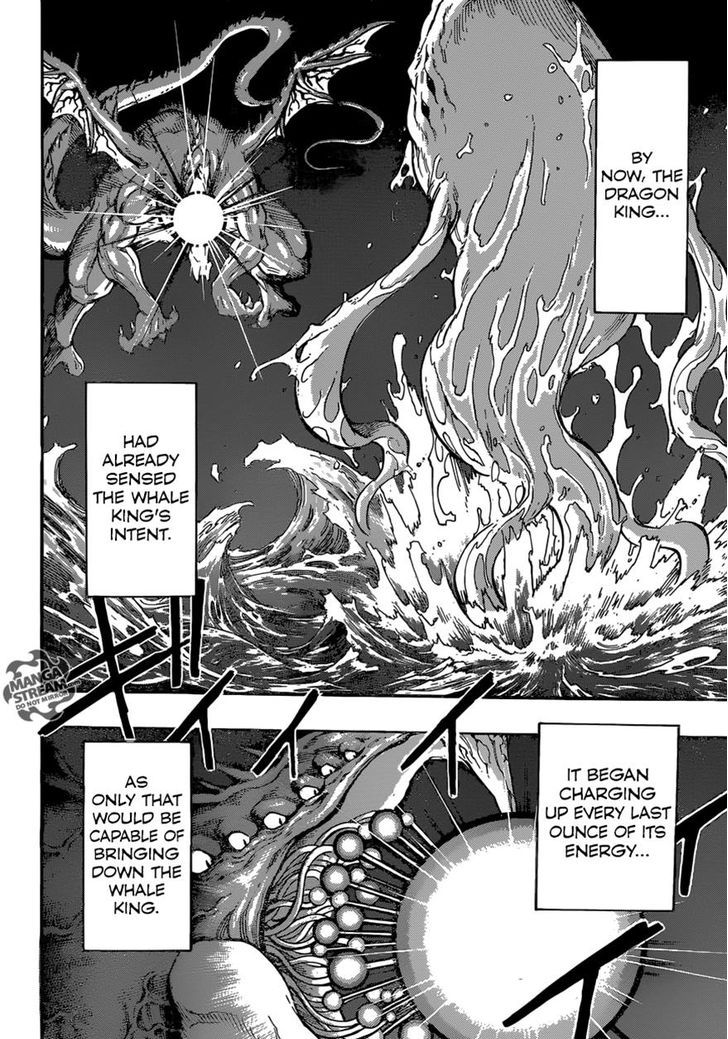 BY
NOW, THE
DRAGON
KING...
HAD
ALREADY
SENSED
THE WHALE
KING'S
INTENT.
IT BEGAN
CHARGING
UP EVERY LAST
OUNCE OF ITS
ENERGY...
AS
ONLY THAT
WOULD BE
CAPABLE OF
BRINGING
DOWN THE
WHALE
KING.
MANGA
STREAM
DO NOT MIRROR